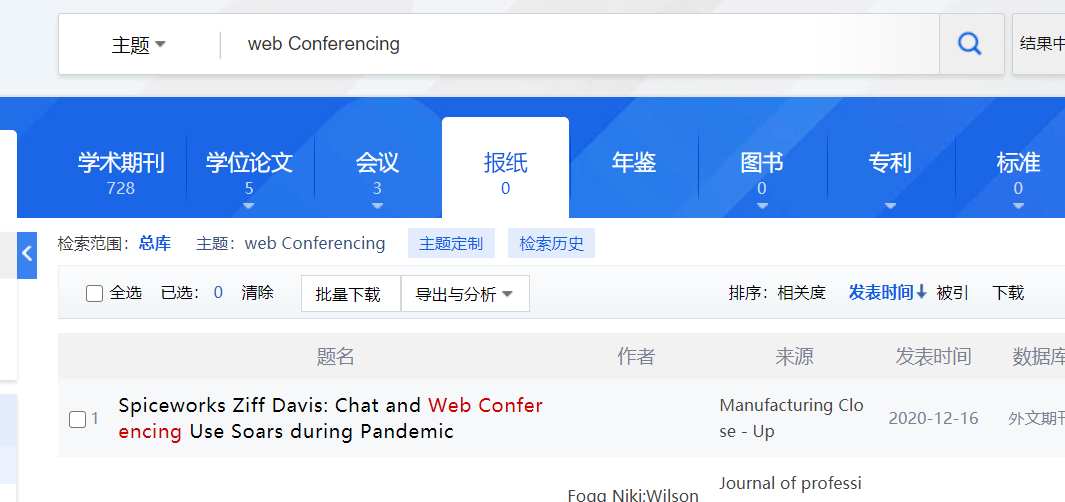 主题 web Conferencing 结果中
学术期刊 学位论文 会议 报纸 年鉴 图书 专利 标准
728 5 3 0 0 0
检索范围：总库 主题：web Conferencing 主题定制 检索历史
全选 已选：0 清除 批量下载 导出与分析 排序：相关度 发表时间 被引 下载
题名 作者 来源 发表时间 数据库
1 Spiceworks Ziff Davis: Chat and Web Confer
encing Use Soars during Pandemic
Manufacturing Clo
se - Up
2020-12-16 外文期刊
Journal of professi
Fogg Niki;Wilson